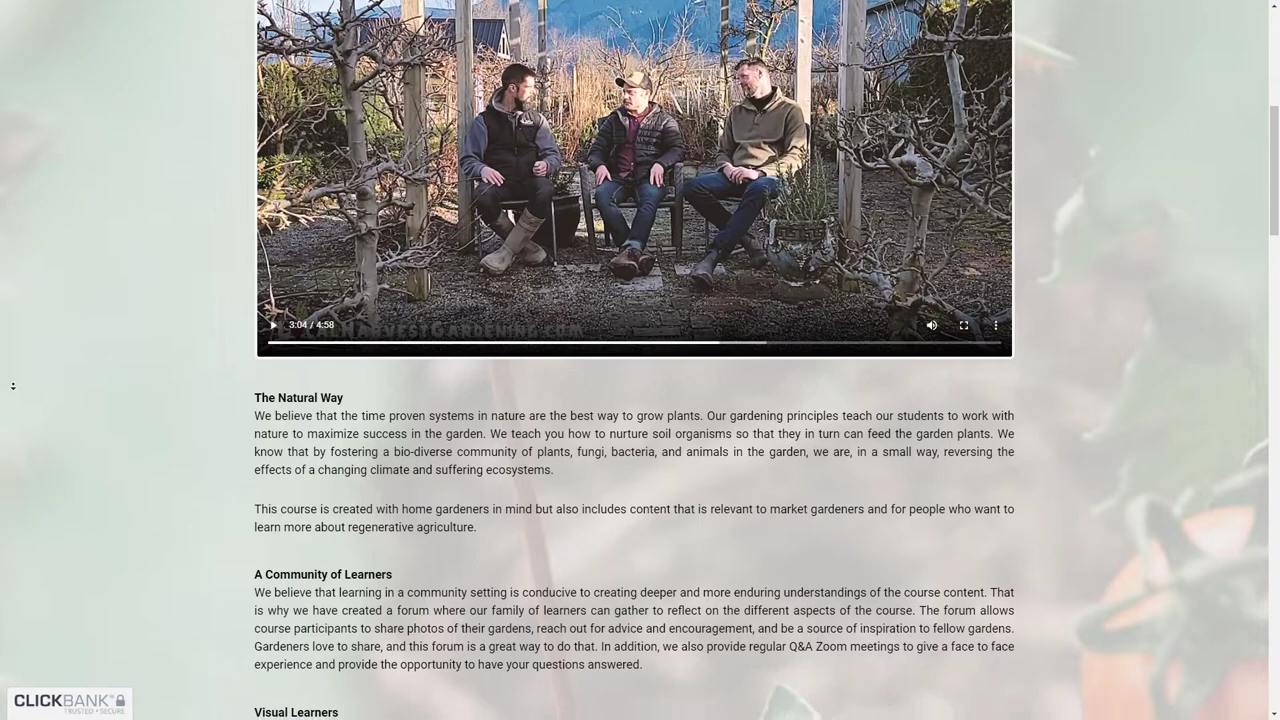 3:04 / 4:58
HARVESTGARDENING.COM
The Natural Way
We believe that the time proven systems in nature are the best way to grow plants. Our gardening principles teach our students to work with
nature to maximize success in the garden. We teach you how to nurture soil organisms so that they in turn can feed the garden plants. We
know that by fostering a bio-diverse community of plants, fungi, bacteria, and animals in the garden, we are, in a small way, reversing the
effects of a changing climate and suffering ecosystems.
This course is created with home gardeners in mind but also includes content that is relevant to market gardeners and for people who want to
learn more about regenerative agriculture.
A Community of Learners
We believe that learning in a community setting is conducive to creating deeper and more enduring understandings of the course content. That
is why we have created a forum where our family of learners can gather to reflect on the different aspects of the course. The forum allows
course participants to share photos of their gardens, reach out for advice and encouragement, and be a source of inspiration to fellow gardens.
Gardeners love to share, and this forum is a great way to do that. In addition, we also provide regular Q&A Zoom meetings to give a face to face
experience and provide the opportunity to have your questions answered.
Visual Learners
CLICKBANK®
TRUSTED • SECURE